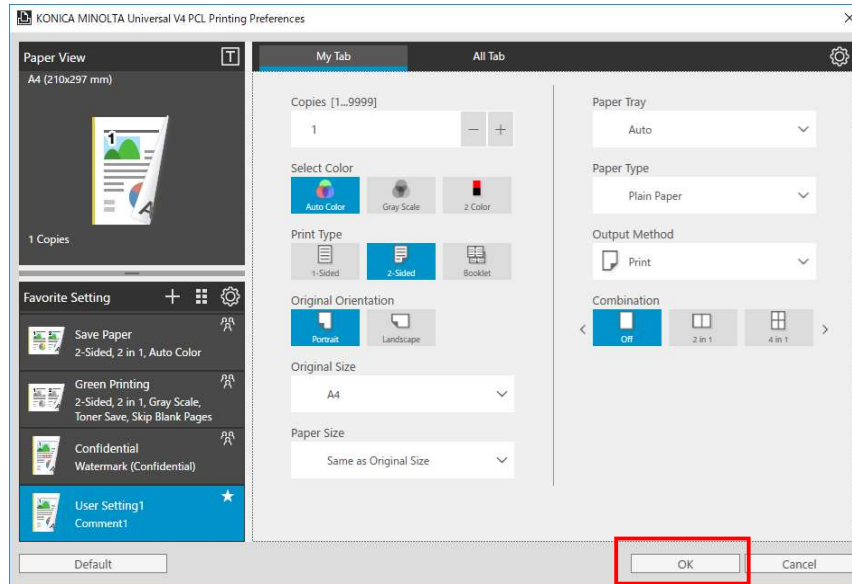 KONICA MINOLTA Universal V4 PCL Printing Preferences
Paper View
T
A4 (210x297 mm)
1
1 Copies
Favorite Setting
Save Paper
2-Sided, 2 in 1, Auto Color
Green Printing
2-Sided, 2 in 1, Gray Scale,
Toner Save, Skip Blank Pages
Confidential
Watermark (Confidential)
User Setting1
Comment1
Default
My Tab
All Tab
Copies [1...9999]
1
Select Color
Auto Color
Gray Scale
2 Color
Print Type
1-Sided
2-Sided
Booklet
Original Orientation
Portrait
Landscape
Original Size
A4
Paper Size
Same as Original Size
Paper Tray
Auto
Paper Type
Plain Paper
Output Method
Print
Combination
Off
2 in 1
4 in 1
OK
Cancel